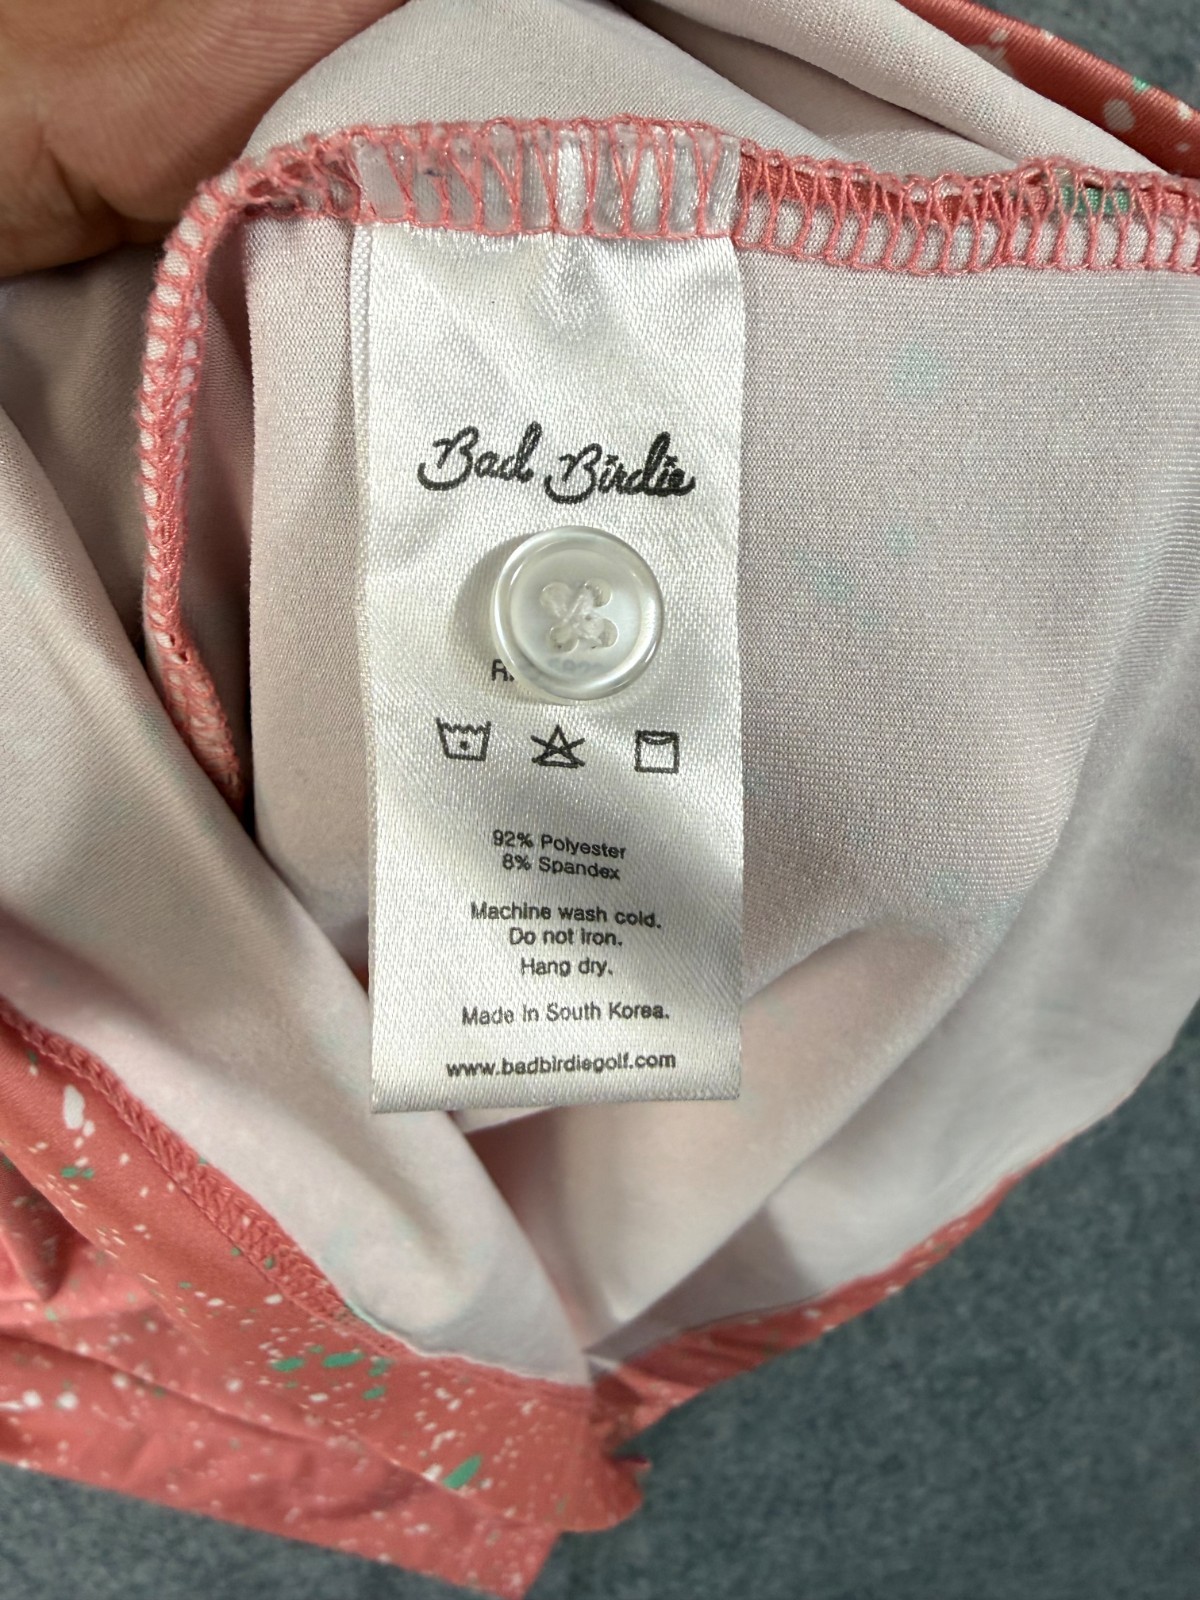 Bad Birdie
92% Polyester
8% Spandex
Machine wash cold.
Do not iron.
Hang dry.
Made in South Korea.
www.badbirdiegolf.com